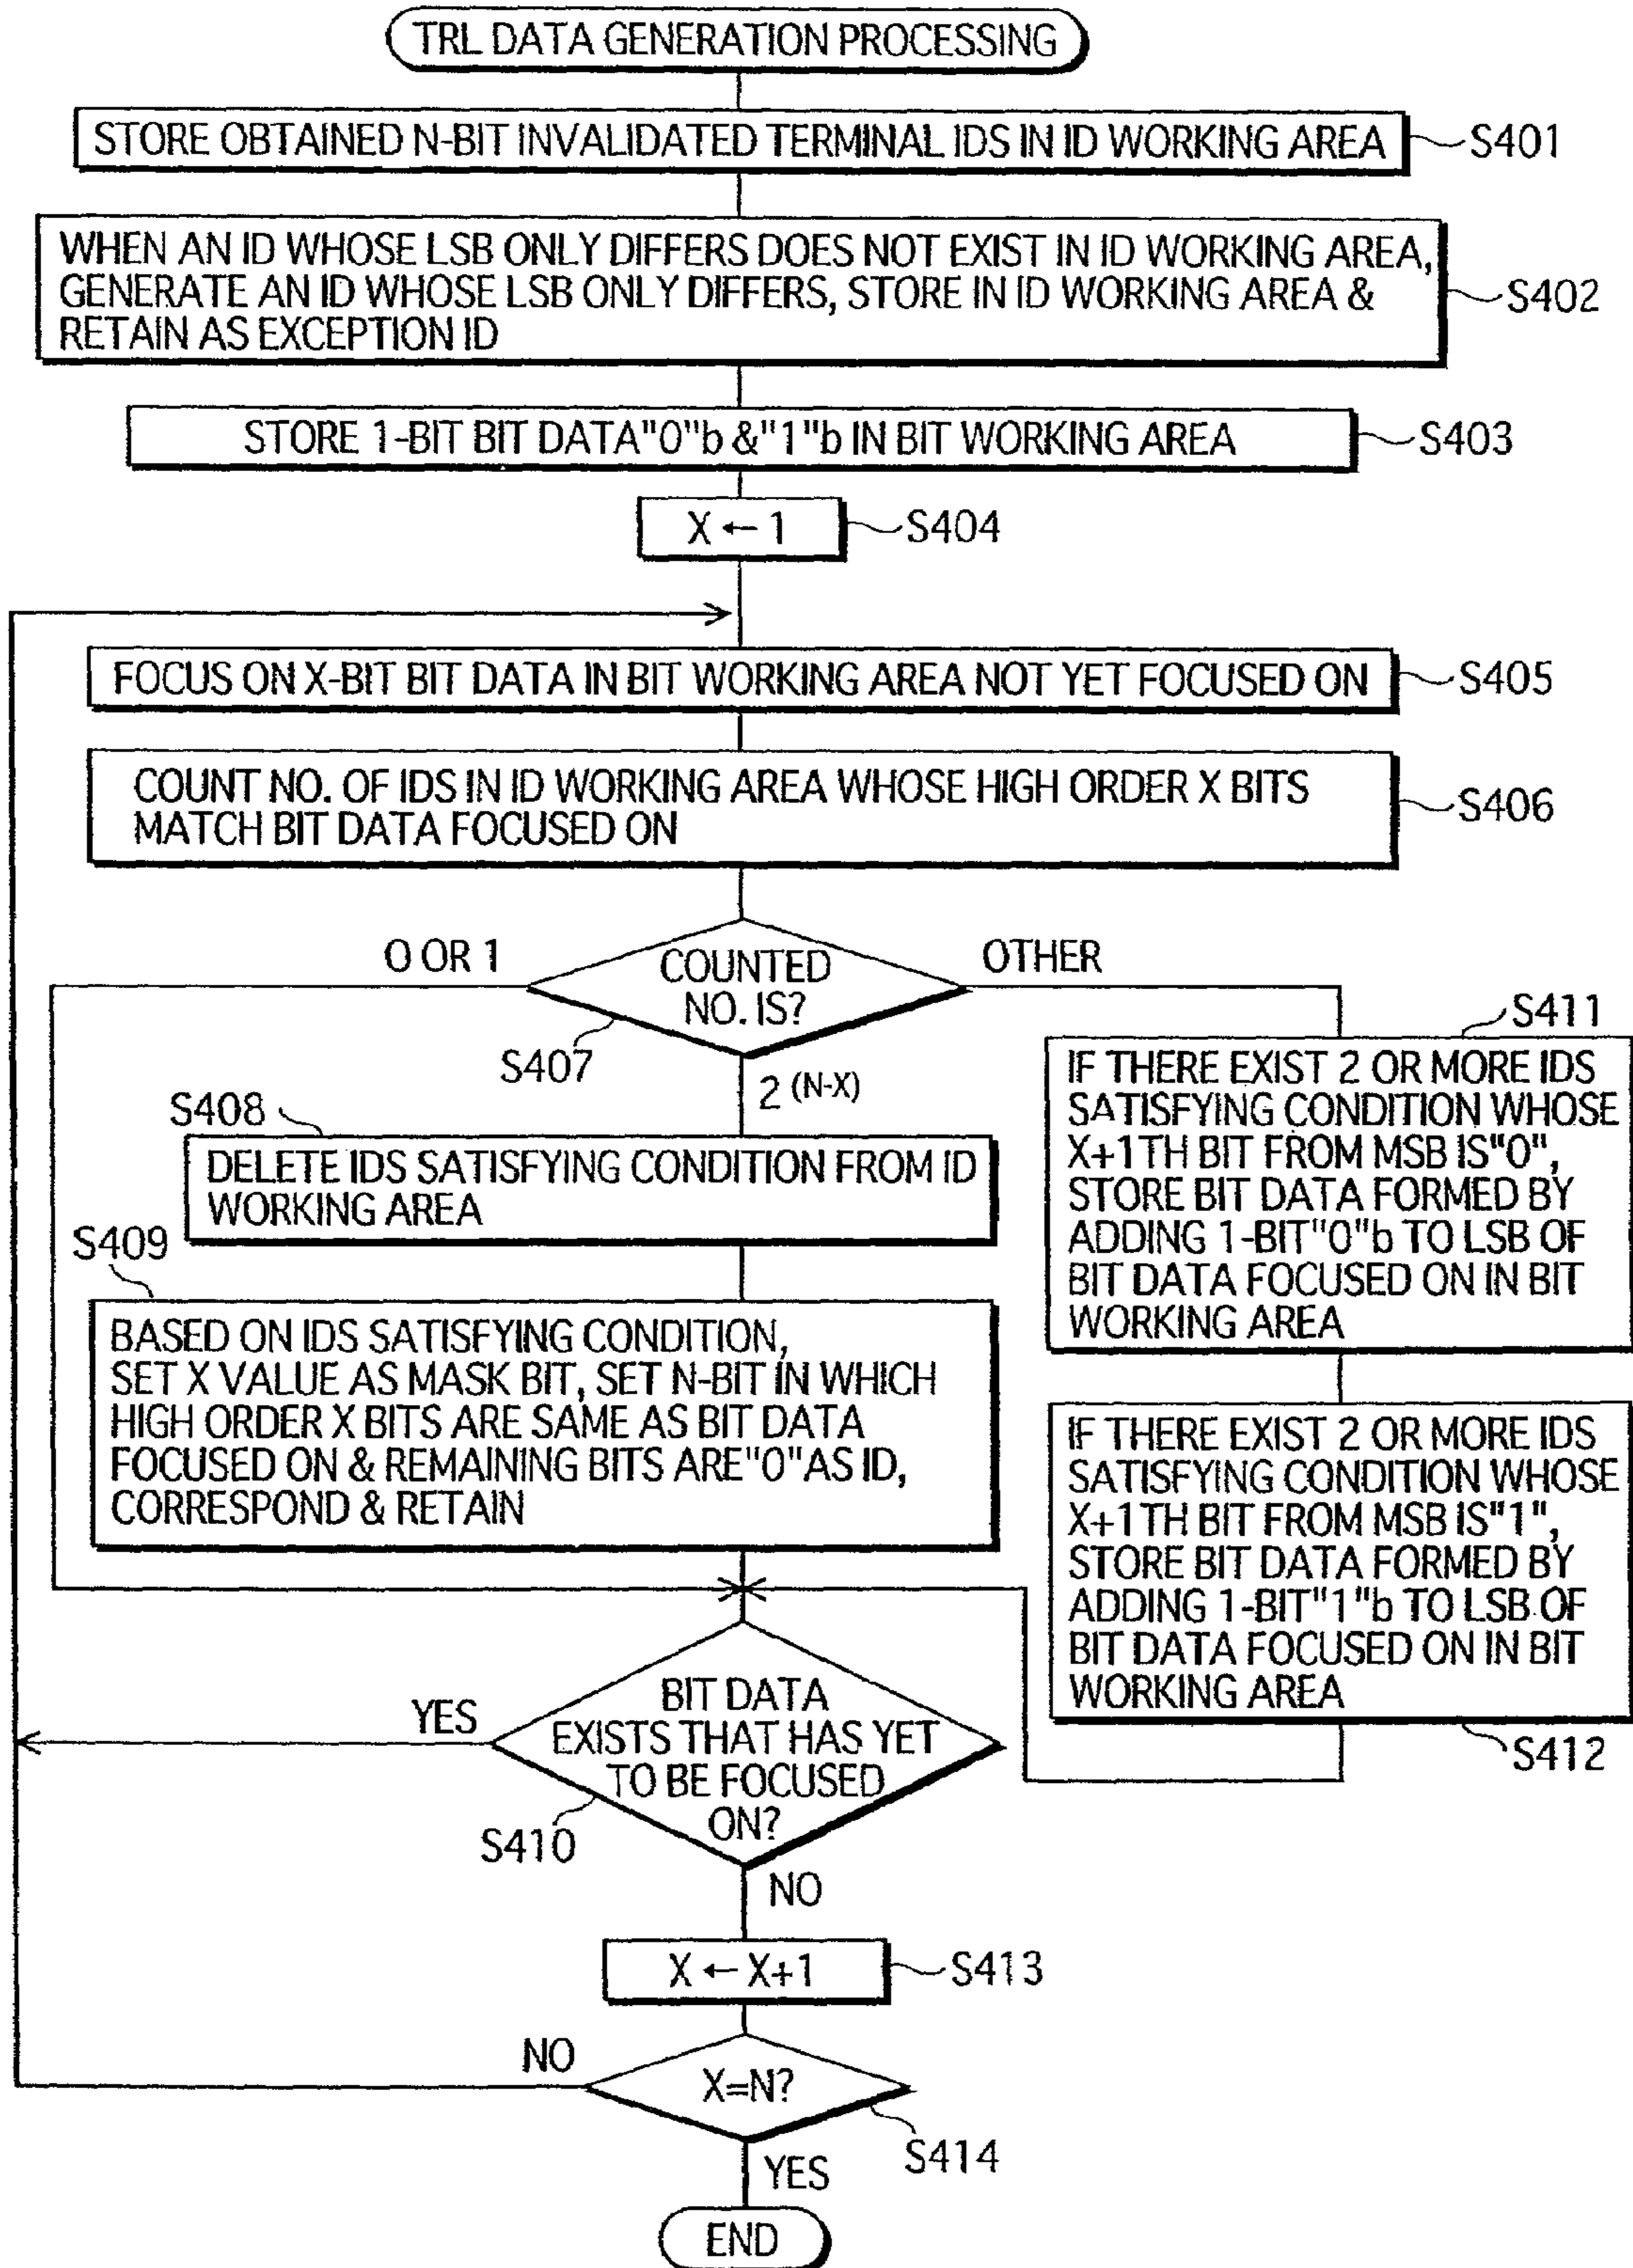 TRL DATA GENERATION PROCESSING
STORE OBTAINED N-BIT INVALIDATED TERMINAL IDS IN ID WORKING AREA
S401
WHEN AN ID WHOSE LSB ONLY DIFFERS DOES NOT EXIST IN ID WORKING AREA,
GENERATE AN ID WHOSE LSB ONLY DIFFERS, STORE IN ID WORKING AREA &
RETAIN AS EXCEPTION ID
S402
STORE 1-BIT BIT DATA"0"b &"1"b IN BIT WORKING AREA
S403
X ← 1
S404
FOCUS ON X-BIT BIT DATA IN BIT WORKING AREA NOT YET FOCUSED ON
S405
COUNT NO. OF IDS IN ID WORKING AREA WHOSE HIGH ORDER X BITS
MATCH BIT DATA FOCUSED ON
S406
0 OR 1
COUNTED
NO. IS?
OTHER
S407
2 (N-X)
S408
DELETE IDS SATISFYING CONDITION FROM ID
WORKING AREA
S409
BASED ON IDS SATISFYING CONDITION,
SET X VALUE AS MASK BIT, SET N-BIT IN WHICH
HIGH ORDER X BITS ARE SAME AS BIT DATA
FOCUSED ON & REMAINING BITS ARE"0"AS ID,
CORRESPOND & RETAIN
S411
IF THERE EXIST 2 OR MORE IDS
SATISFYING CONDITION WHOSE
X+1TH BIT FROM MSB IS"0",
STORE BIT DATA FORMED BY
ADDING 1-BIT"0"b TO LSB OF
BIT DATA FOCUSED ON IN BIT
WORKING AREA
IF THERE EXIST 2 OR MORE IDS
SATISFYING CONDITION WHOSE
X+1TH BIT FROM MSB IS"1",
STORE BIT DATA FORMED BY
ADDING 1-BIT"1"b TO LSB OF
BIT DATA FOCUSED ON IN BIT
WORKING AREA
S412
YES
BIT DATA
EXISTS THAT HAS YET
TO BE FOCUSED
ON?
S410
NO
X ← X+1
S413
NO
X=N?
S414
YES
END